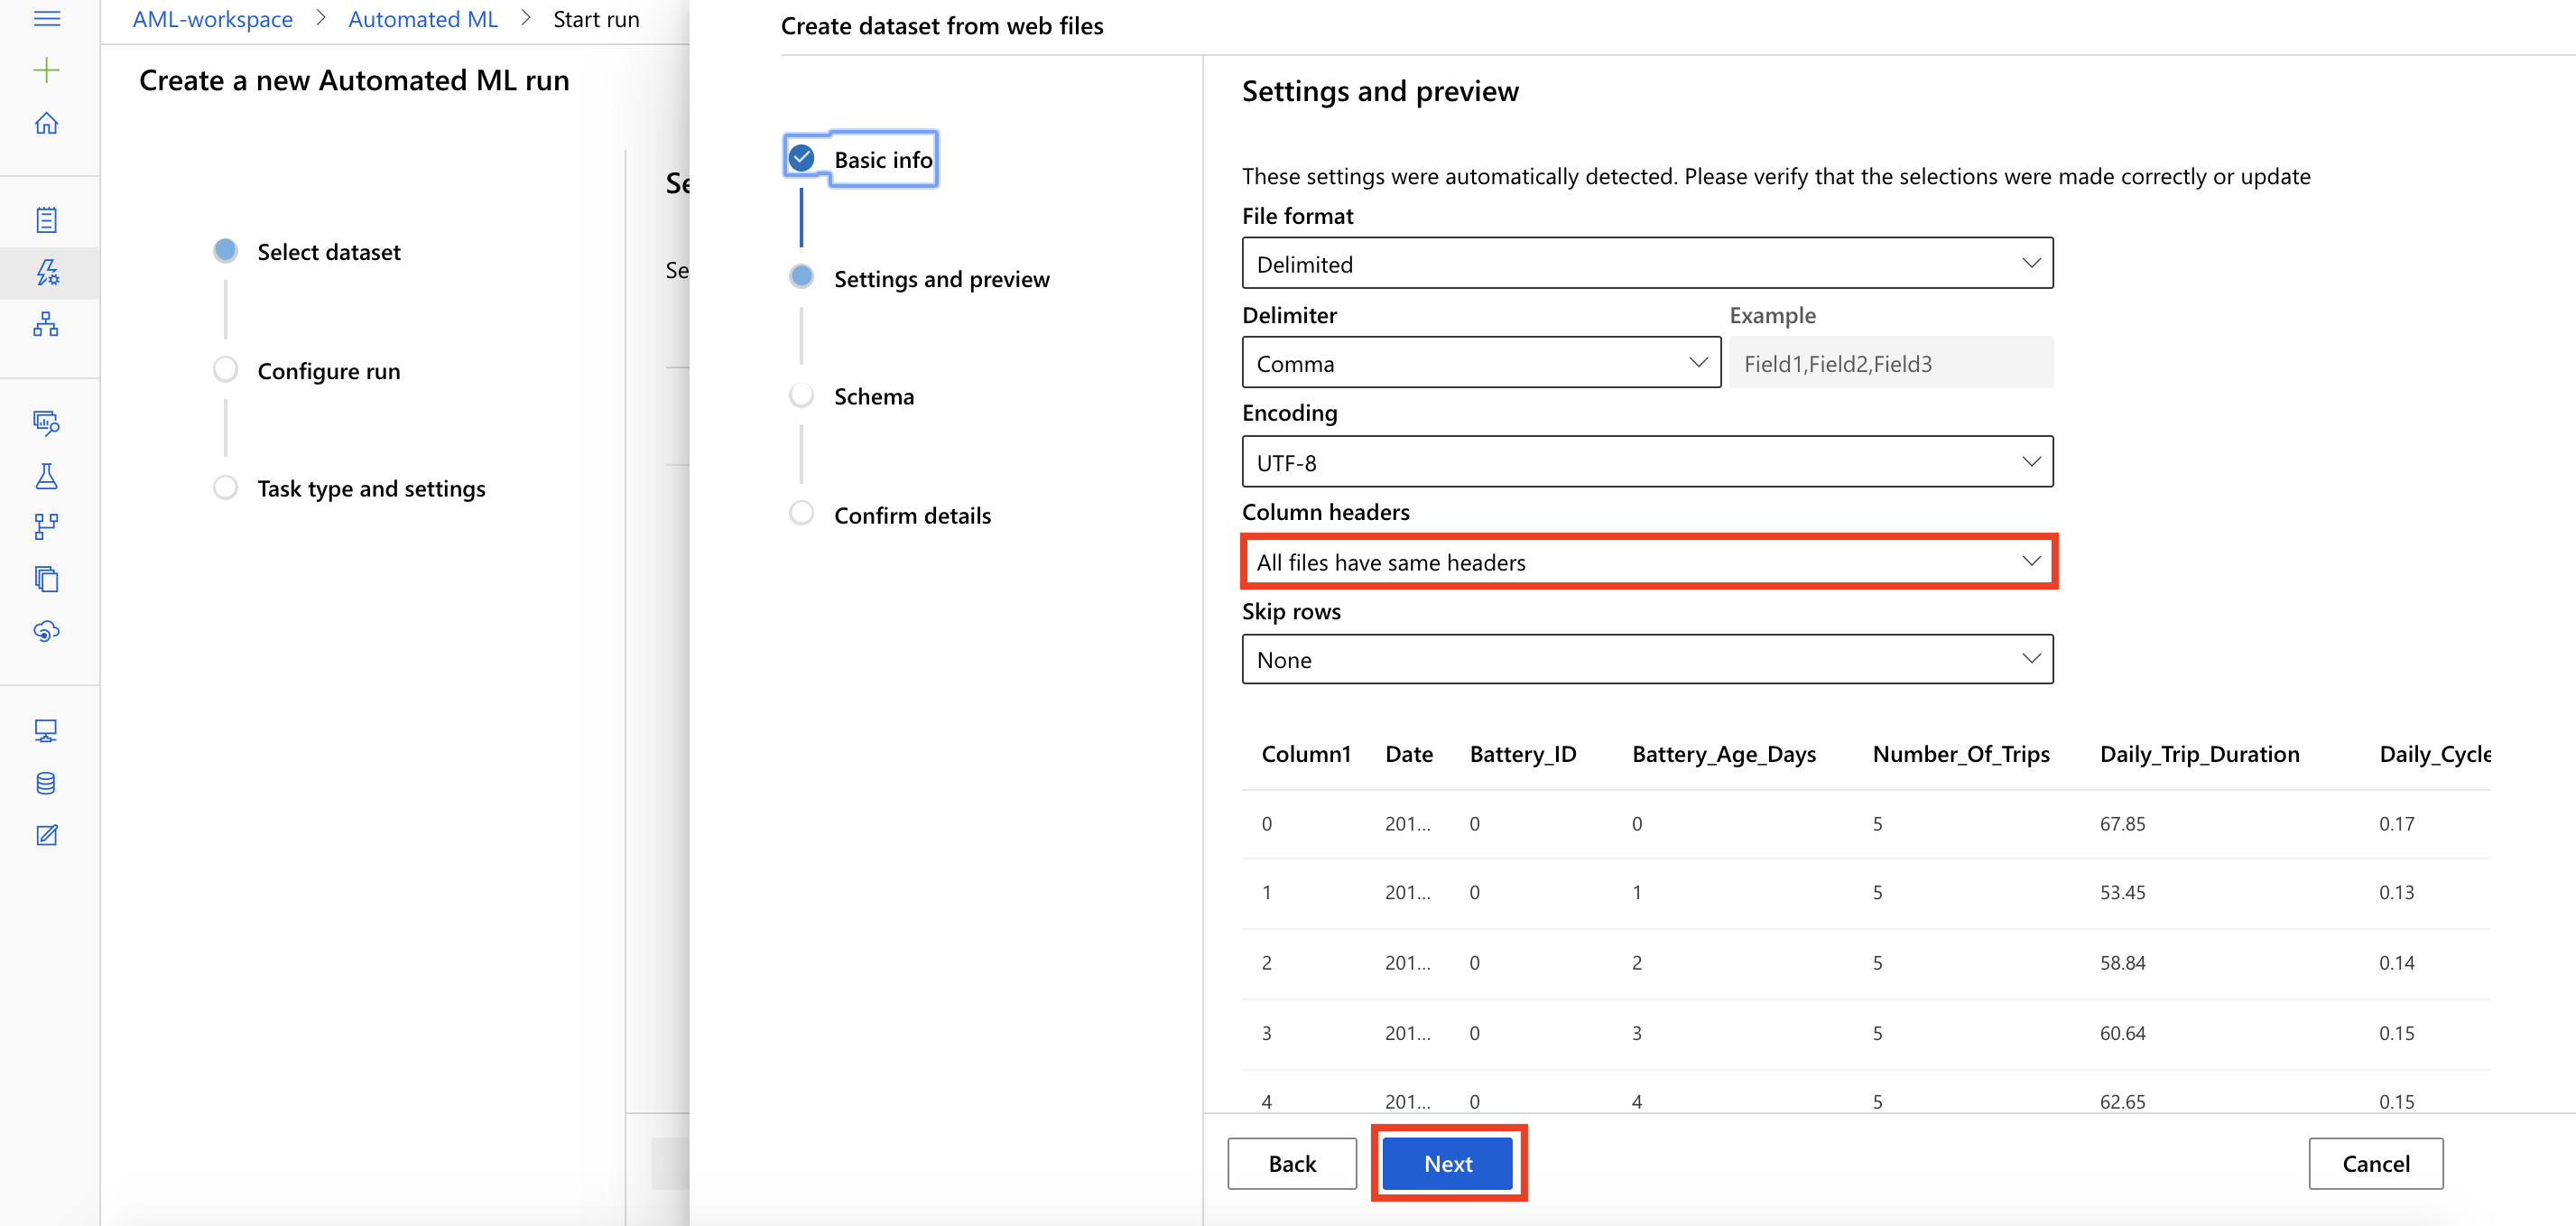 AML-workspace > Automated ML > Start run
Create a new Automated ML run
Select dataset
Configure run
Task type and settings
Se
Se
Create dataset from web files
Basic info
Settings and preview
Schema
Confirm details
Settings and preview
These settings were automatically detected. Please verify that the selections were made correctly or update
File format
Delimited
Delimiter Example
Comma Field1,Field2,Field3
Encoding
UTF-8
Column headers
All files have same headers
Skip rows
None
Column1 Date Battery_ID Battery_Age_Days Number_Of_Trips Daily_Trip_Duration Daily_Cycle
0 201... 0 0 5 67.85 0.17
1 201... 0 1 5 53.45 0.13
2 201... 0 2 5 58.84 0.14
3 201... 0 3 5 60.64 0.15
4 201... 0 4 5 62.65 0.15
Back Next Cancel